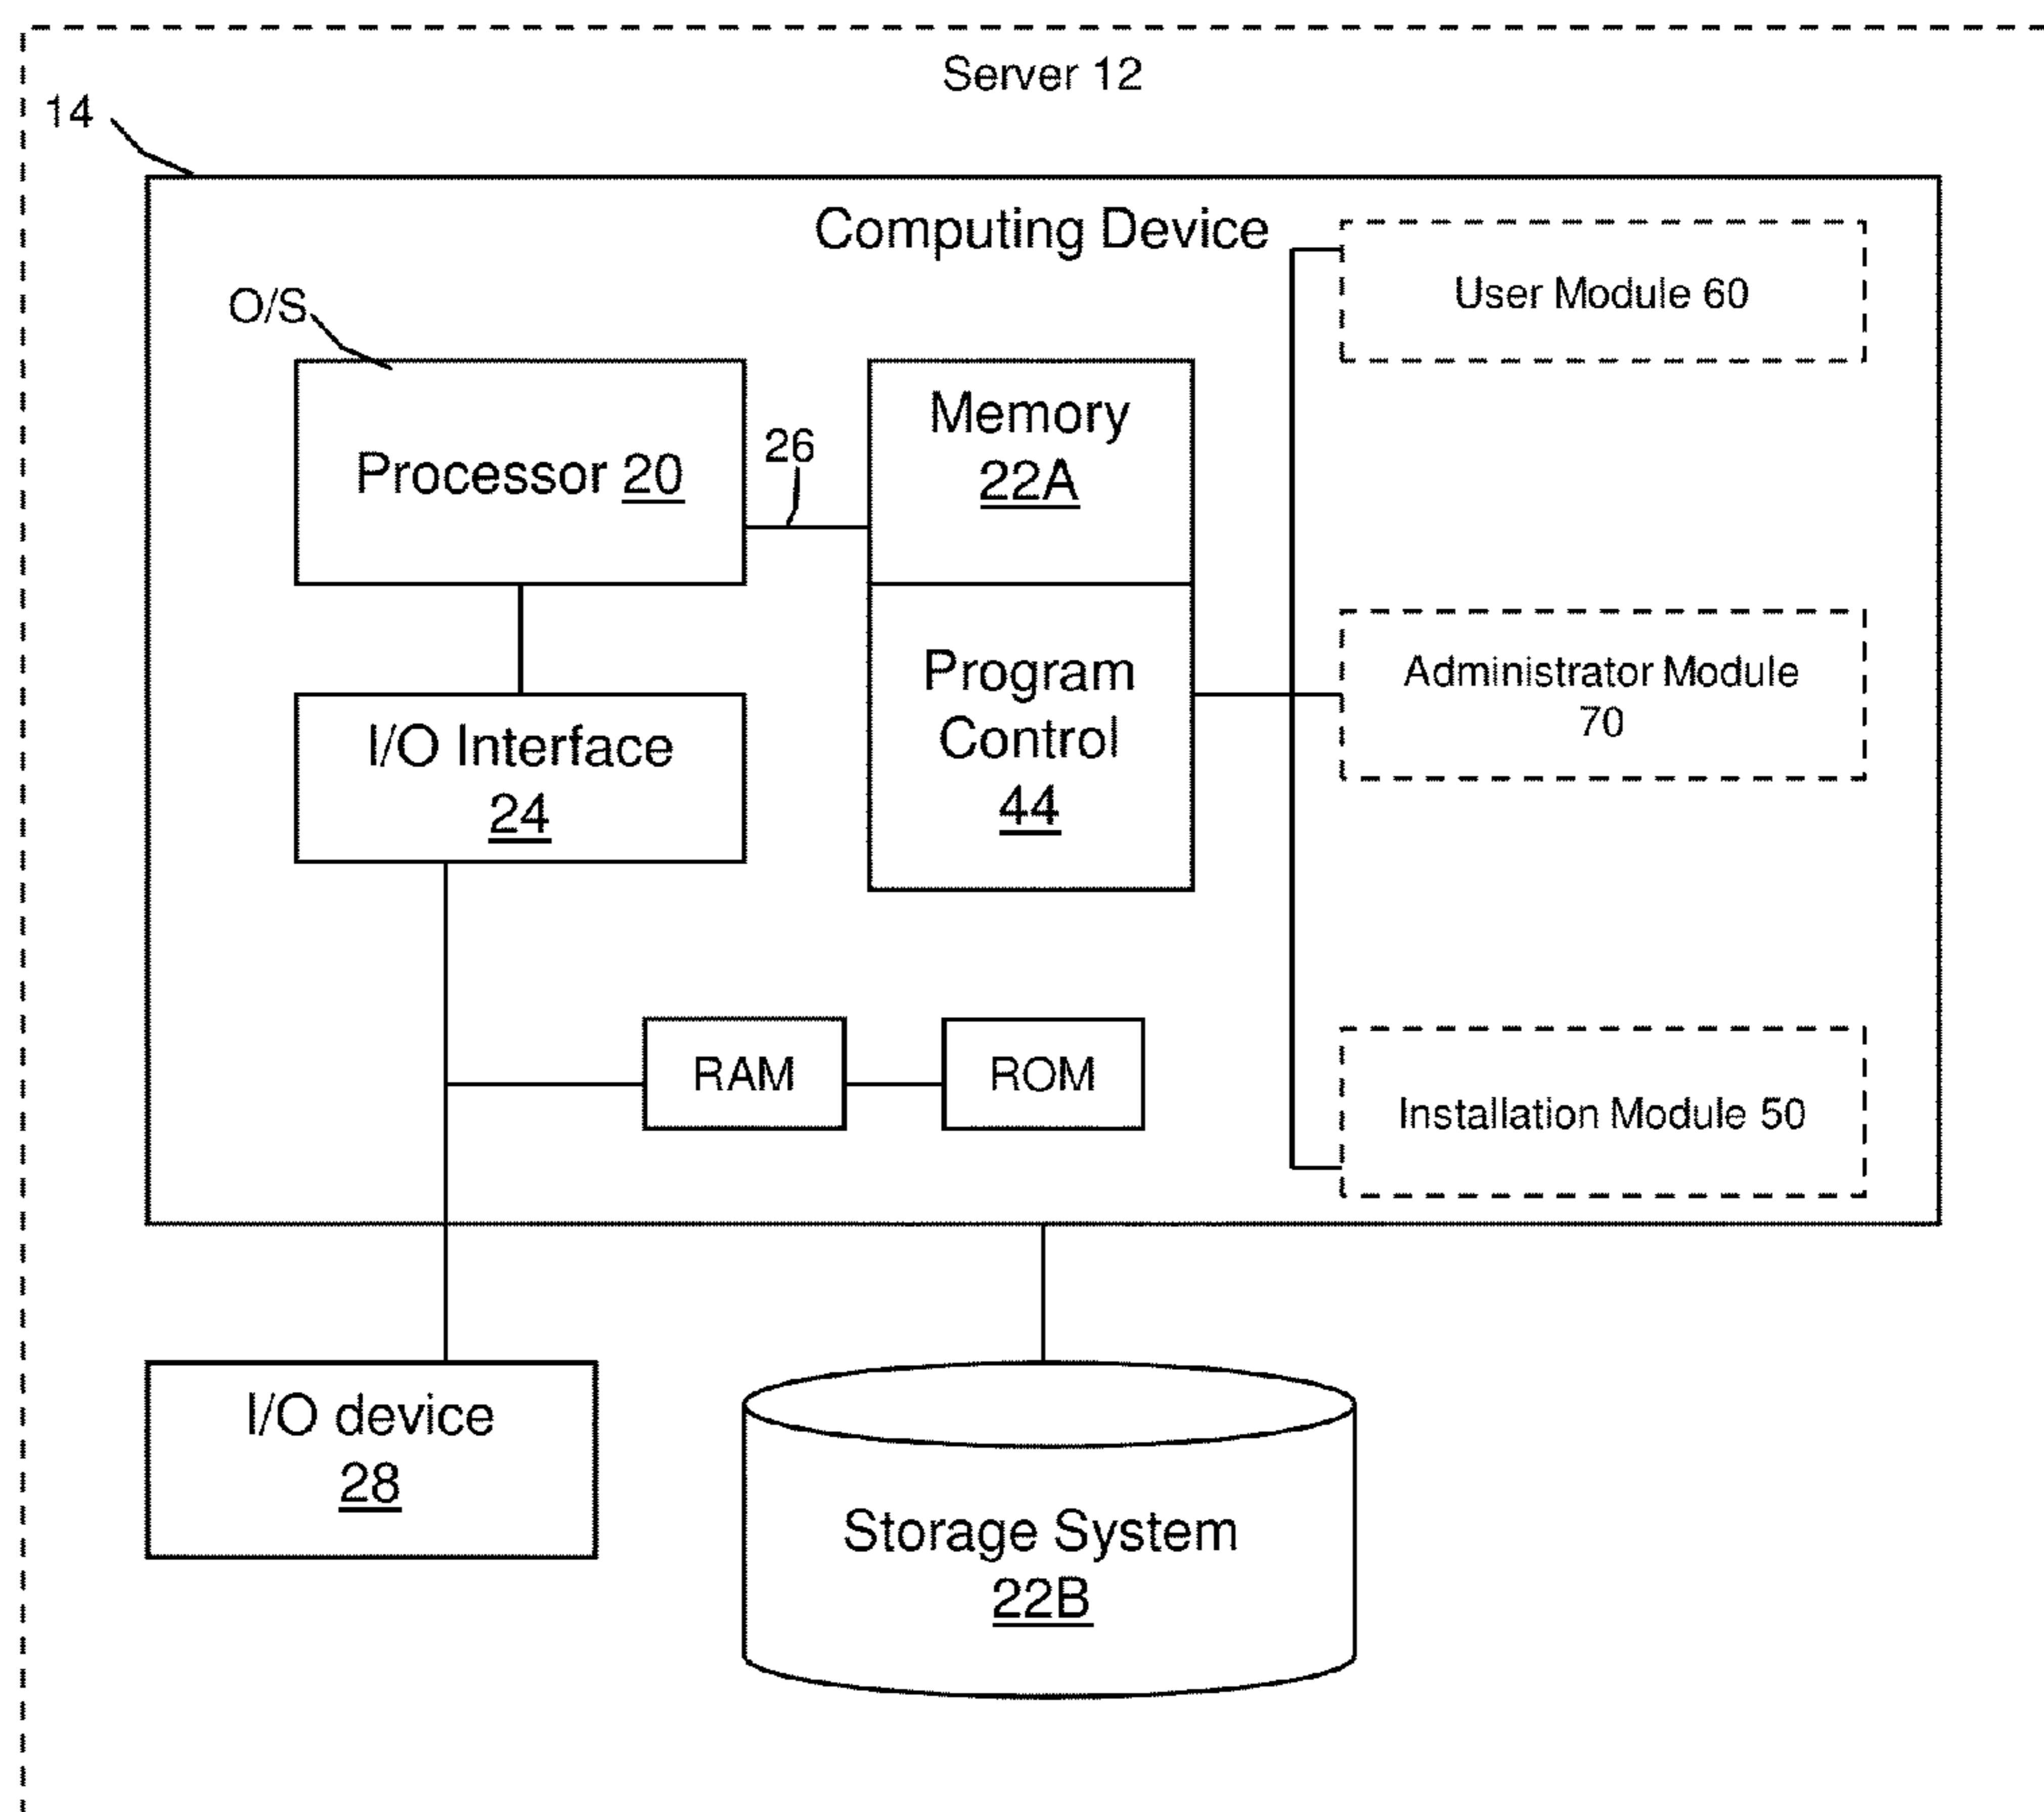 Server 12
14
Computing Device
O/S
User Module 60
Processor 20
26
Memory
22A
I/O Interface
24
Program
Control
44
Administrator Module
70
RAM
ROM
Installation Module 50
I/O device
28
Storage System
22B